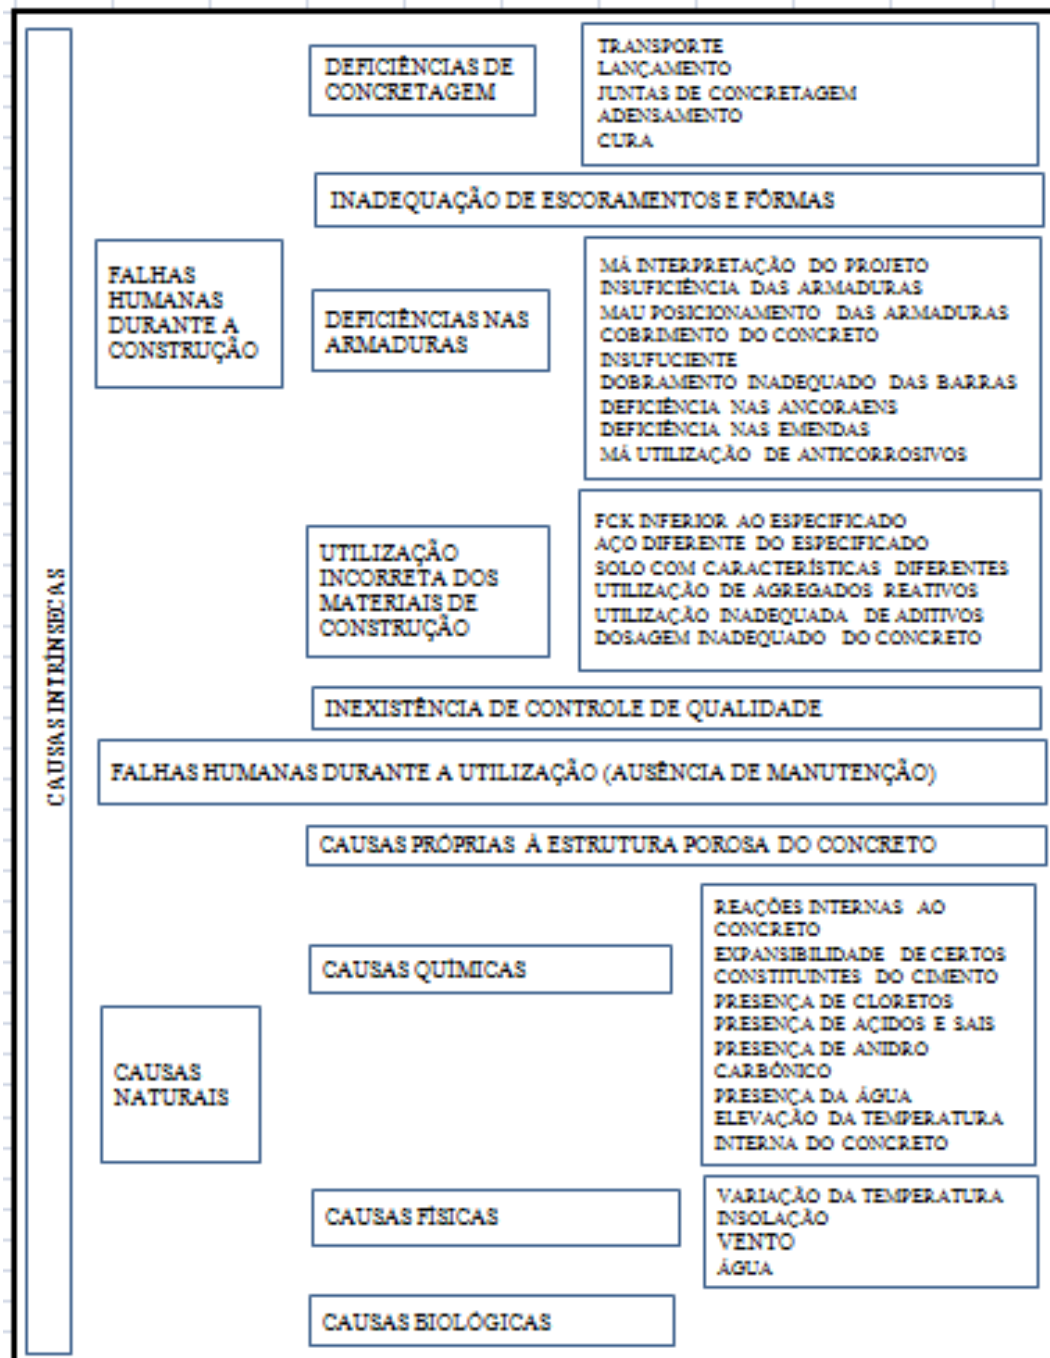 CAUSAS INTRÍNSECAS
FALHAS
HUMANAS
DURANTE A
CONSTRUÇÃO
DEFICIÊNCIAS DE
CONCRETAGEM
TRANSPORTE
LANÇAMENTO
JUNTAS DE CONCRETAGEM
ADENSAMENTO
CURA
INADEQUAÇÃO DE ESCORAMENTOS E FÔRMAS
DEFICIÊNCIAS NAS
ARMADURAS
MÁ INTERPRETAÇÃO DO PROJETO
INSUFICIÊNCIA DAS ARMADURAS
MAU POSICIONAMENTO DAS ARMADURAS
COBRIMENTO DO CONCRETO
INSUFUCIENTE
DOBRAMENTO INADEQUADO DAS BARRAS
DEFICIÊNCIA NAS ANCORAENS
DEFICIÊNCIA NAS EMENDAS
MÁ UTILIZAÇÃO DE ANTICORROSIVOS
UTILIZAÇÃO
INCORRETA DOS
MATERIAIS DE
CONSTRUÇÃO
FCK INFERIOR AO ESPECIFICADO
AÇO DIFERENTE DO ESPECIFICADO
SOLO COM CARACTERÍSTICAS DIFERENTES
UTILIZAÇÃO DE AGREGADOS REATIVOS
UTILIZAÇÃO INADEQUADA DE ADITIVOS
DOSAGEM INADEQUADO DO CONCRETO
INEXISTÊNCIA DE CONTROLE DE QUALIDADE
FALHAS HUMANAS DURANTE A UTILIZAÇÃO (AUSÊNCIA DE MANUTENÇÃO)
CAUSAS
NATURAIS
CAUSAS PRÓPRIAS À ESTRUTURA POROSA DO CONCRETO
CAUSAS QUÍMICAS
REAÇÕES INTERNAS AO
CONCRETO
EXPANSIBILIDADE DE CERTOS
CONSTITUINTES DO CIMENTO
PRESENÇA DE CLORETOS
PRESENÇA DE AÇIDOS E SAIS
PRESENÇA DE ANIDRO
CARBÔNICO
PRESENÇA DA ÁGUA
ELEVAÇÃO DA TEMPERATURA
INTERNA DO CONCRETO
CAUSAS FÍSICAS
VARIAÇÃO DA TEMPERATURA
INSOLAÇÃO
VENTO
ÁGUA
CAUSAS BIOLÓGICAS